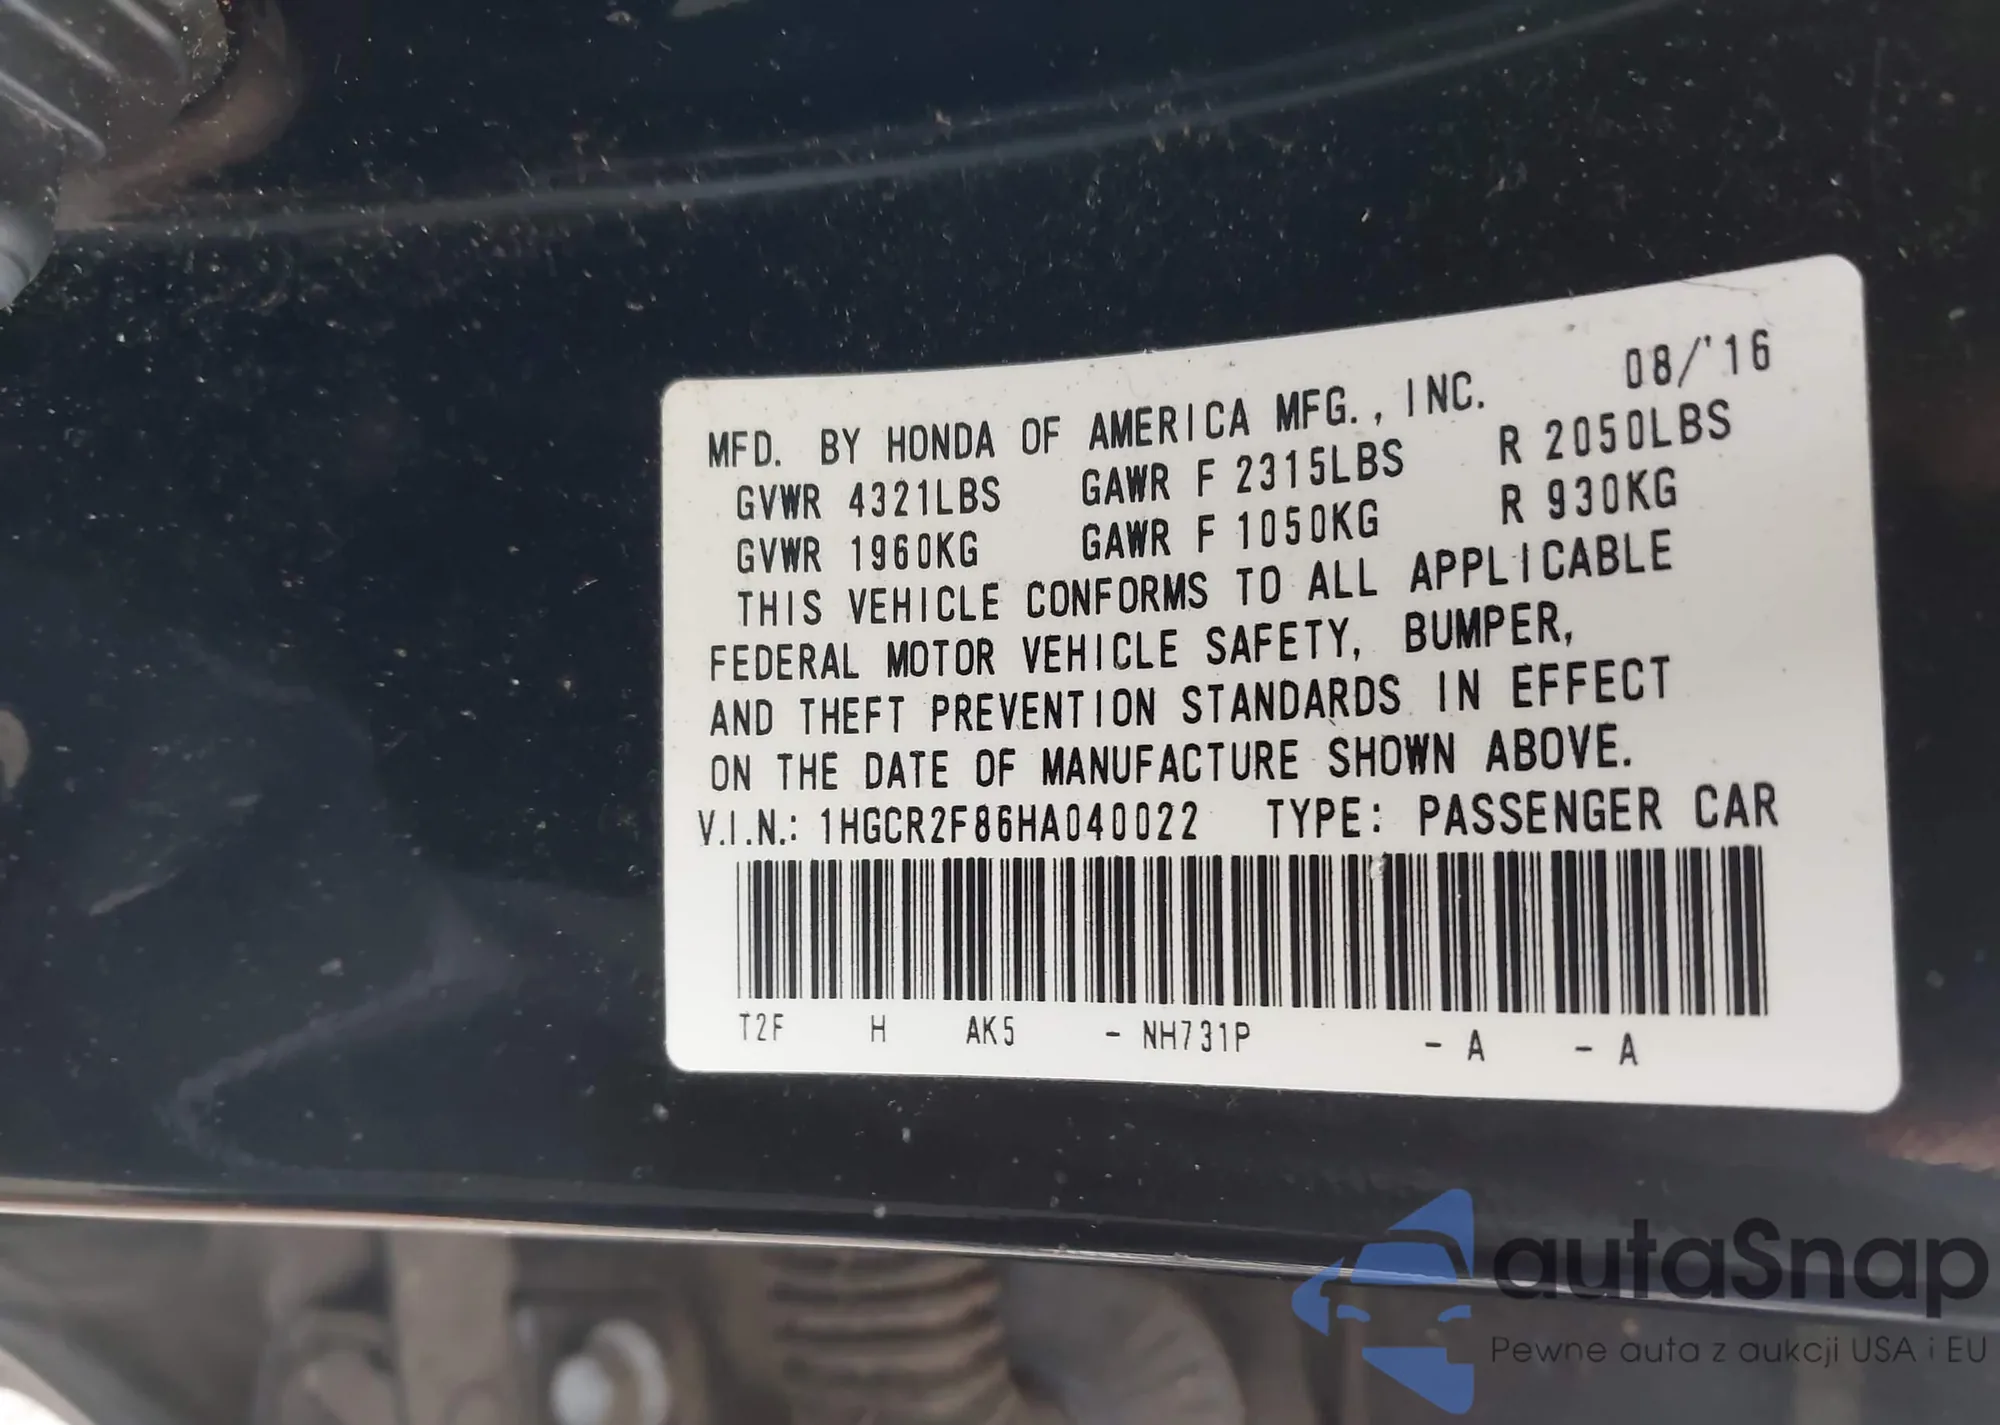 MFD. BY HONDA OF AMERICA MFG., INC. 08/'16
GVWR 4321LBS GAWR F 2315LBS R 2050LBS
GVWR 1960KG GAWR F 1050KG R 930KG
THIS VEHICLE CONFORMS TO ALL APPLICABLE
FEDERAL MOTOR VEHICLE SAFETY, BUMPER,
AND THEFT PREVENTION STANDARDS IN EFFECT
ON THE DATE OF MANUFACTURE SHOWN ABOVE.
V.I.N.: 1HGCR2F86HA040022 TYPE: PASSENGER CAR
T2F H AK5 - NH731P - A - A
autaSnap
Pewne auta z aukcji USA i EU